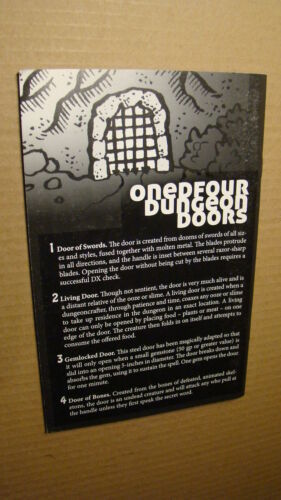 OneDFour
Dungeon
Doors
1 Door of Swords. The door is created from dozens of swords of all siz-
es and styles, fused together with molten metal. The blades protrude
in all directions, and the handle is inset between several razor-sharp
blades. Opening the door without being cut by the blades requires a
successful DX check.
2 Living Door. Though not sentient, the door is very much alive and is
a distant relative of the ooze or slime. A living door is created when a
dungeoncrafter, through patience and time, coaxes any ooze or slime
to take up residence in the dungeon in an exact location. A living
door can only be opened by placing food – plants or meat – on one
edge of the door. The creature then folds in on itself and attempts to
consume the offered food.
3 Gemlocked Door. This steel door has been magically adapted so that
it will only open when a small gemstone (50 gp or greater value) is
slid into an opening 5-inches in diameter. The door breaks down and
absorbs the gem, using it to sustain the spell. One gem opens the door
for one minute.
4 Door of Bones. Created from the bones of defeated, animated skel-
etons, the door is an undead creature and will attack any who pull at
the handle unless they first speak the secret word.